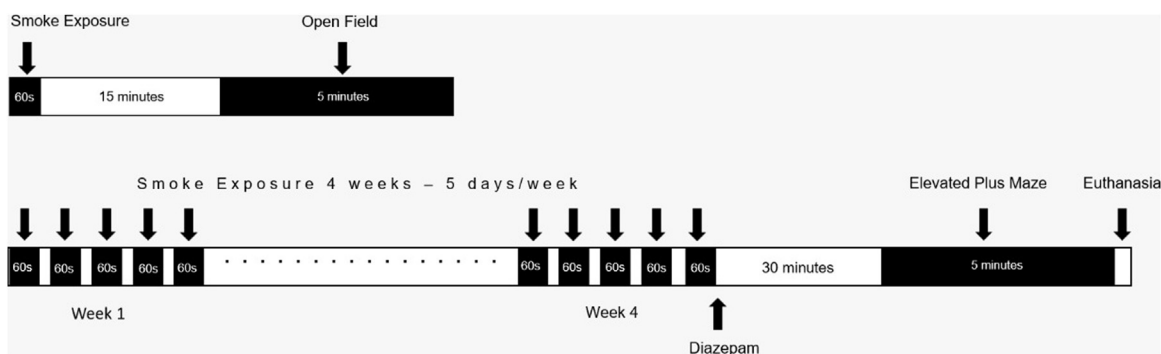 Smoke Exposure Open Field
60s 15 minutes 5 minutes
Smoke Exposure 4 weeks – 5 days/week Elevated Plus Maze Euthanasia
60s 60s 60s 60s 60s . . . . . . . . . . . . . . . . 60s 60s 60s 60s 60s 30 minutes 5 minutes
Week 1 Week 4
Diazepam